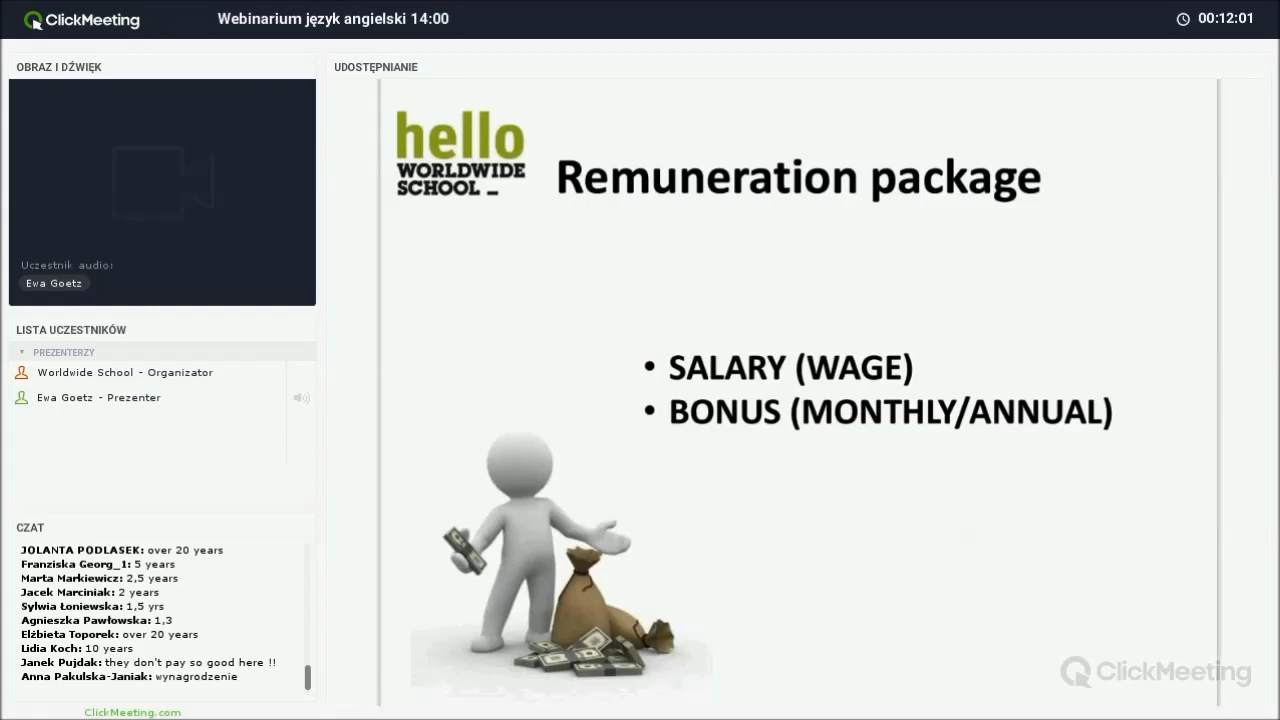 ClickMeeting
Webinarium język angielski 14:00
00:12:01
OBRAZ I DŹWIĘK
Uczestnik audio:
Ewa Goetz
LISTA UCZESTNIKÓW
PREZENTERZY
Worldwide School - Organizator
Ewa Goetz - Prezenter
CZAT
JOLANTA PODLASEK: over 20 years
Franziska Georg_1: 5 years
Marta Markiewicz: 2,5 years
Jacek Marciniak: 2 years
Sylwia Łoniewska: 1,5 yrs
Agnieszka Pawłowska: 1,3
Elżbieta Toporek: over 20 years
Lidia Koch: 10 years
Janek Pujdak: they don't pay so good here !!
Anna Pakulska-Janiak: wynagrodzenie
ClickMeeting.com
UDOSTĘPNIANIE
hello
WORLDWIDE
SCHOOL _
Remuneration package
• SALARY (WAGE)
• BONUS (MONTHLY/ANNUAL)
ClickMeeting